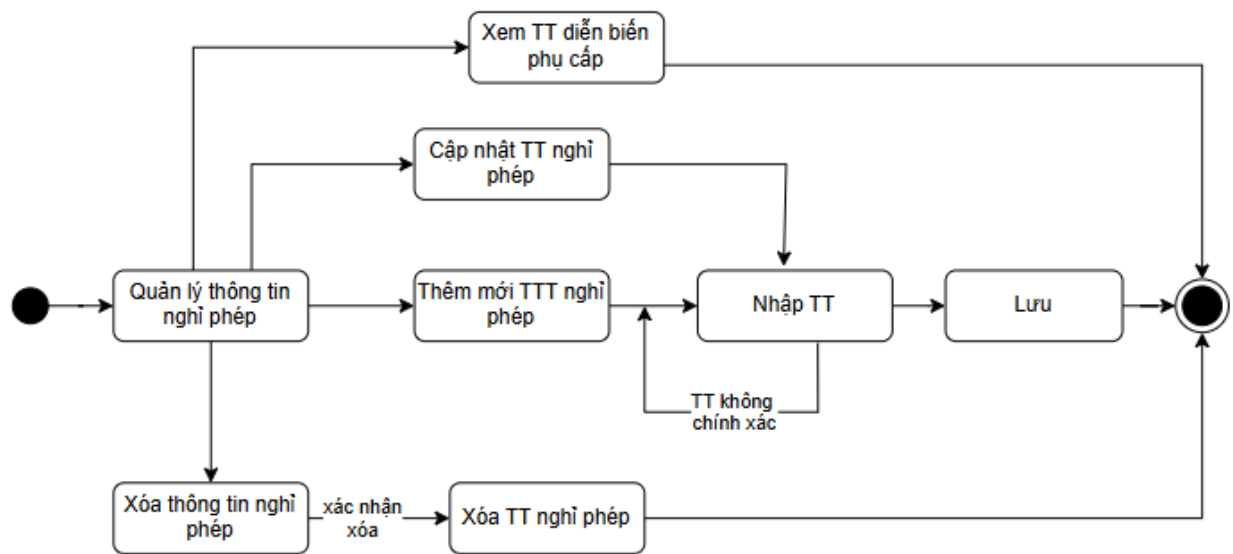 Xem TT diễn biến
phụ cấp
Cập nhật TT nghỉ
phép
Quản lý thông tin
nghỉ phép
Thêm mới TTT nghỉ
phép
Nhập TT
Lưu
TT không
chính xác
Xóa thông tin nghỉ
phép
xác nhận
xóa
Xóa TT nghỉ phép